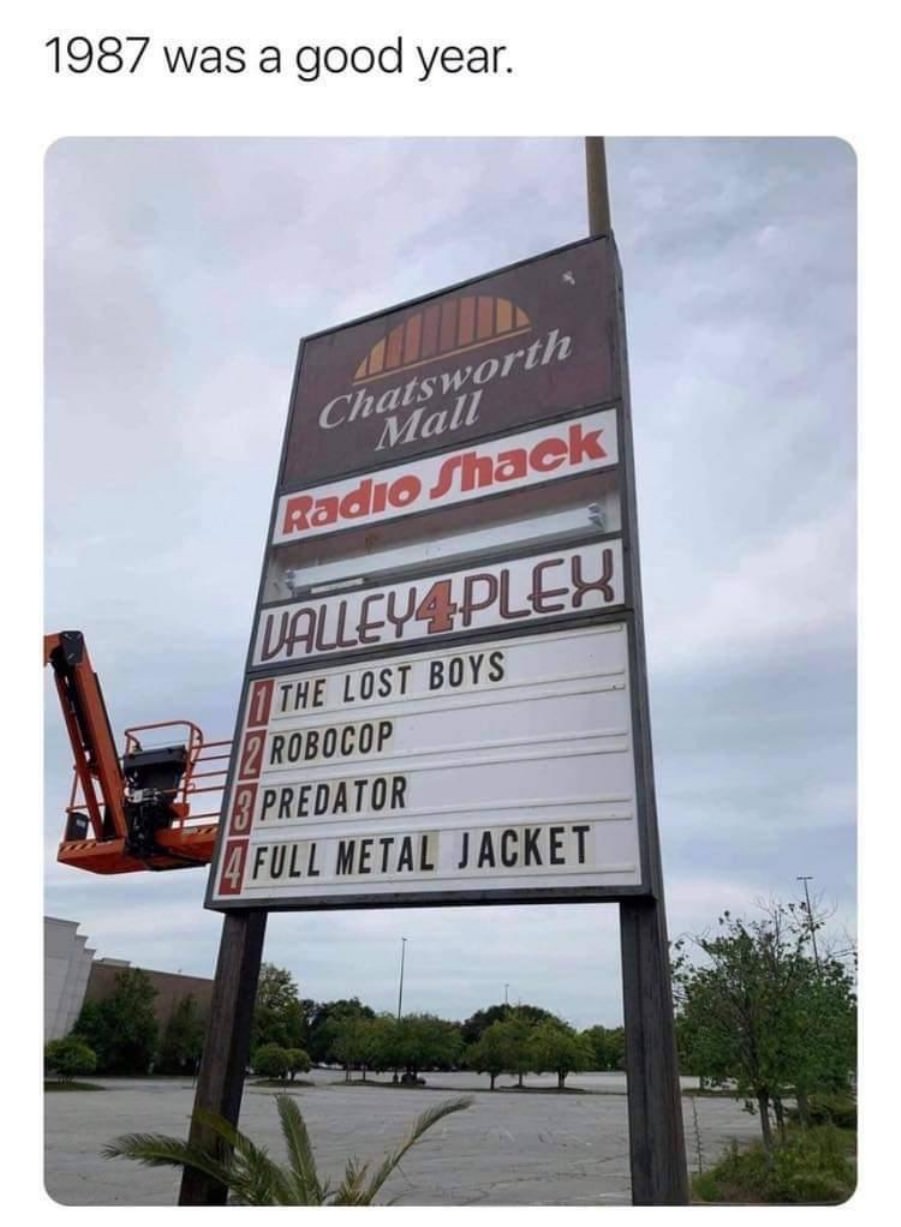 1987 was a good year.
Chatsworth
Mall
Radio Shack
VALLEY4PLEX
1 THE LOST BOYS
2 ROBOCOP
3 PREDATOR
4 FULL METAL JACKET